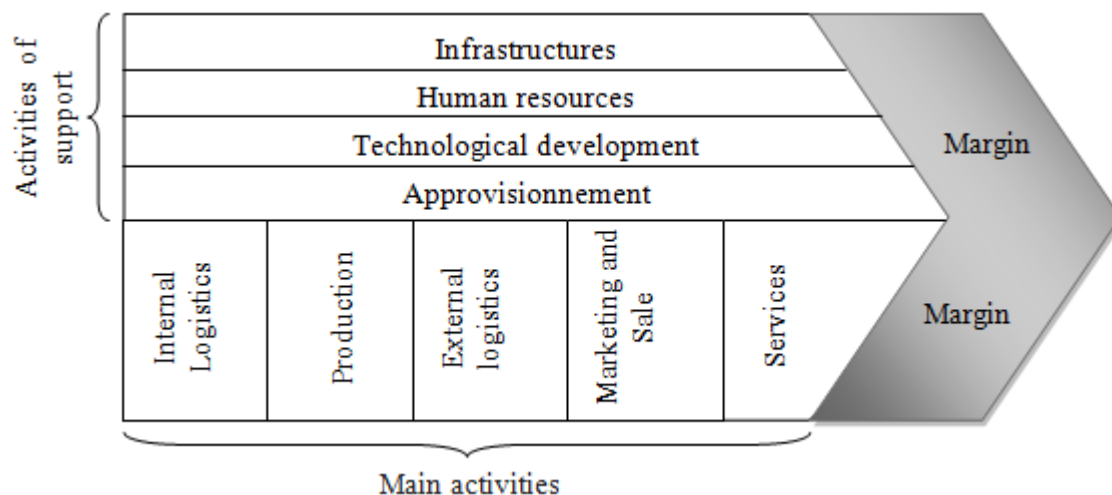 Activities of
support
Infrastructures
Human resources
Technological development
Approvisionnement
Margin
Internal
Logistics
Production
External
logistics
Marketing and
Sale
Services
Margin
Main activities